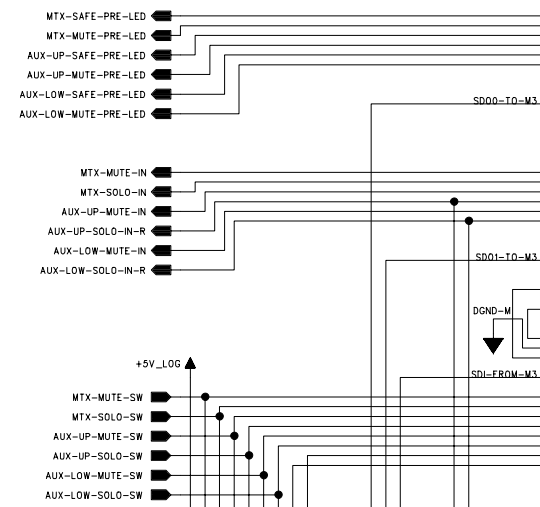 MTX-SAFE-PRE-LED
MTX-MUTE-PRE-LED
AUX-UP-SAFE-PRE-LED
AUX-UP-MUTE-PRE-LED
AUX-LOW-SAFE-PRE-LED
AUX-LOW-MUTE-PRE-LED
SDO0-TO-M3
MTX-MUTE-IN
MTX-SOLO-IN
AUX-UP-MUTE-IN
AUX-UP-SOLO-IN-R
AUX-LOW-MUTE-IN
AUX-LOW-SOLO-IN-R
SDO1-TO-M3
DGND-M
+5V_LOG
SDI-FROM-M3
MTX-MUTE-SW
MTX-SOLO-SW
AUX-UP-MUTE-SW
AUX-UP-SOLO-SW
AUX-LOW-MUTE-SW
AUX-LOW-SOLO-SW